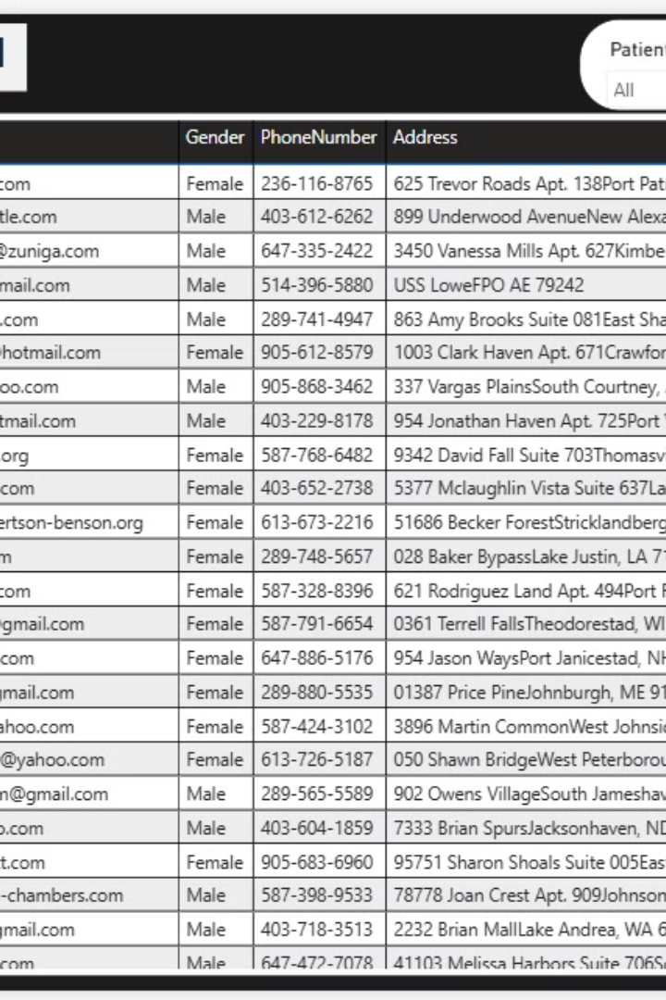 Patient
All
Gender PhoneNumber Address
com Female 236-116-8765 625 Trevor Roads Apt. 138Port Pat
tle.com Male 403-612-6262 899 Underwood AvenueNew Alexa
@zuniga.com Male 647-335-2422 3450 Vanessa Mills Apt. 627Kimbe
mail.com Male 514-396-5880 USS LoweFPO AE 79242
.com Male 289-741-4947 863 Amy Brooks Suite 081East Sha
hotmail.com Female 905-612-8579 1003 Clark Haven Apt. 671Crawfor
oo.com Male 905-868-3462 337 Vargas PlainsSouth Courtney,
tmail.com Male 403-229-8178 954 Jonathan Haven Apt. 725Port
.org Female 587-768-6482 9342 David Fall Suite 703Thomasv
com Female 403-652-2738 5377 Mclaughlin Vista Suite 637La
ertson-benson.org Female 613-673-2216 51686 Becker ForestStricklandberg
m Female 289-748-5657 028 Baker BypassLake Justin, LA 71
com Female 587-328-8396 621 Rodriguez Land Apt. 494Port
gmail.com Female 587-791-6654 0361 Terrell FallsTheodorestad, WI
com Female 647-886-5176 954 Jason WaysPort Janicestad, NH
gmail.com Female 289-880-5535 01387 Price PineJohnburgh, ME 91
ahoo.com Female 587-424-3102 3896 Martin CommonWest Johnsi
@yahoo.com Female 613-726-5187 050 Shawn BridgeWest Peterborou
m@gmail.com Male 289-565-5589 902 Owens VillageSouth Jameshav
o.com Male 403-604-1859 7333 Brian SpursJacksonhaven, ND
tt.com Female 905-683-6960 95751 Sharon Shoals Suite 005Eas
-chambers.com Male 587-398-9533 78778 Joan Crest Apt. 909Johnson
gmail.com Male 403-718-3513 2232 Brian MallLake Andrea, WA 6
com Male 647-472-7078 41103 Melissa Harbors Suite 706S